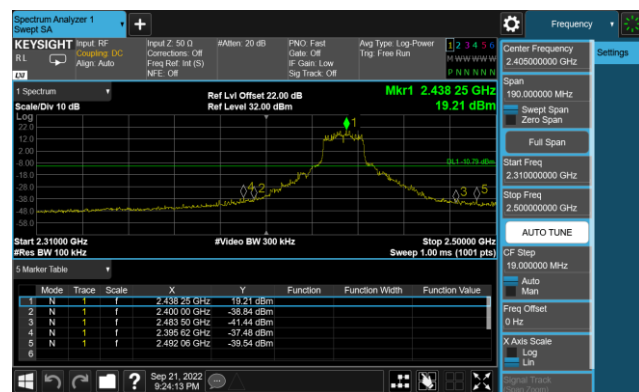 Spectrum Analyzer 1
Swept SA
Frequency
KEYSIGHT
Input: RF
Coupling: DC
Align: Auto
Input Z: 50 Ω
Corrections: Off
Freq Ref: Int (S)
NFE: Off
#Atten: 20 dB
PNO: Fast
Gate: Off
IF Gain: Low
Sig Track: Off
Avg Type: Log-Power
Trig: Free Run
1 2 3 4 5 6
M W W W W W
P N N N N N
R L
LXI
Center Frequency
2.405000000 GHz
Settings
Span
190.000000 MHz
Swept Span
Zero Span
Full Span
Start Freq
2.310000000 GHz
Stop Freq
2.500000000 GHz
AUTO TUNE
CF Step
19.000000 MHz
Auto
Man
Freq Offset
0 Hz
X Axis Scale
Log
Lin
Signal Track
(Span Zoom)
1 Spectrum
Scale/Div 10 dB
Ref Lvl Offset 22.00 dB
Ref Level 32.00 dBm
Mkr1 2.438 25 GHz
19.21 dBm
Log
22.0
12.0
2.00
-8.00
-18.0
-28.0
-38.0
-48.0
-58.0
1
DL1 -10.79 dBm
4 2
3 5
Start 2.31000 GHz
#Res BW 100 kHz
#Video BW 300 kHz
Stop 2.50000 GHz
Sweep 1.00 ms (1001 pts)
5 Marker Table
Mode Trace Scale X Y Function Function Width Function Value
1 N 1 f 2.438 25 GHz 19.21 dBm
2 N 1 f 2.400 00 GHz -38.84 dBm
3 N 1 f 2.483 50 GHz -41.44 dBm
4 N 1 f 2.395 62 GHz -37.48 dBm
5 N 1 f 2.492 06 GHz -39.54 dBm
6
?
Sep 21, 2022
9:24:13 PM